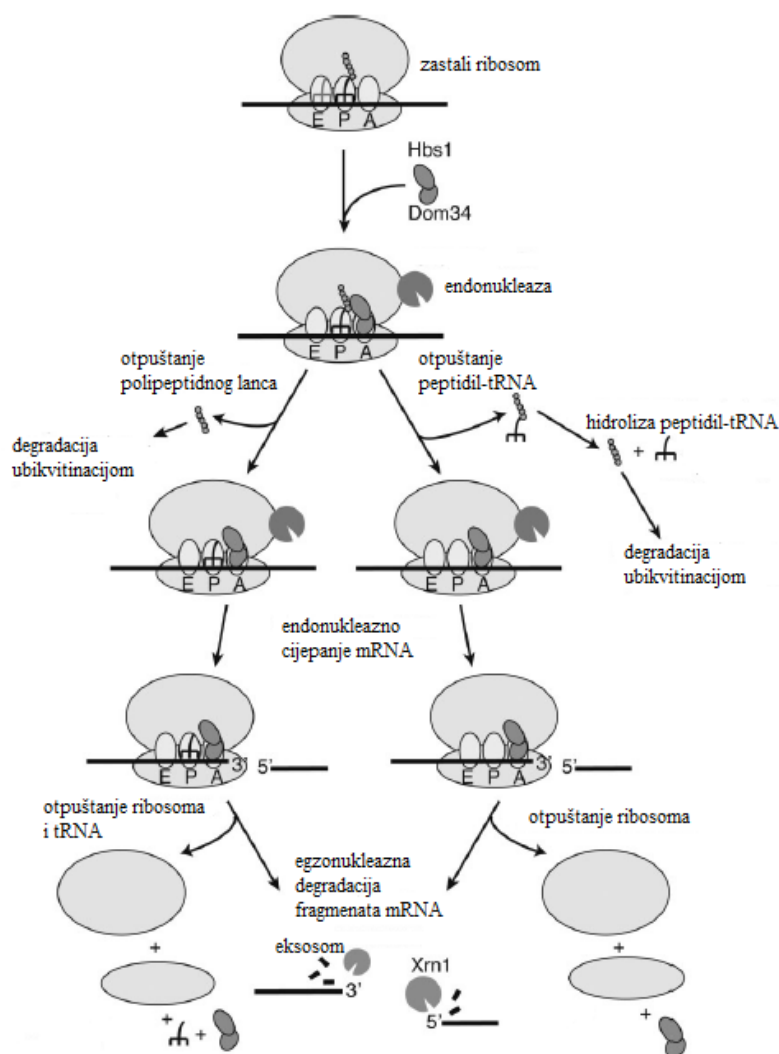 zastali ribosom
E P A
Hbs1
Dom34
endonukleaza
E P A
otpuštanje
polipeptidnog lanca
otpuštanje
peptidil-tRNA
hidroliza peptidil-tRNA
+
degradacija
ubikvitinacijom
degradacija
ubikvitinacijom
E P A
E P A
endonukleazno
cijepanje mRNA
E P A 3' 5'
E P A 3' 5'
otpuštanje ribosoma
i tRNA
otpuštanje ribosoma
egzonukleazna
degradacija
fragmenata mRNA
+
+ +
eksosom
3'
Xrn1
5'
+
+